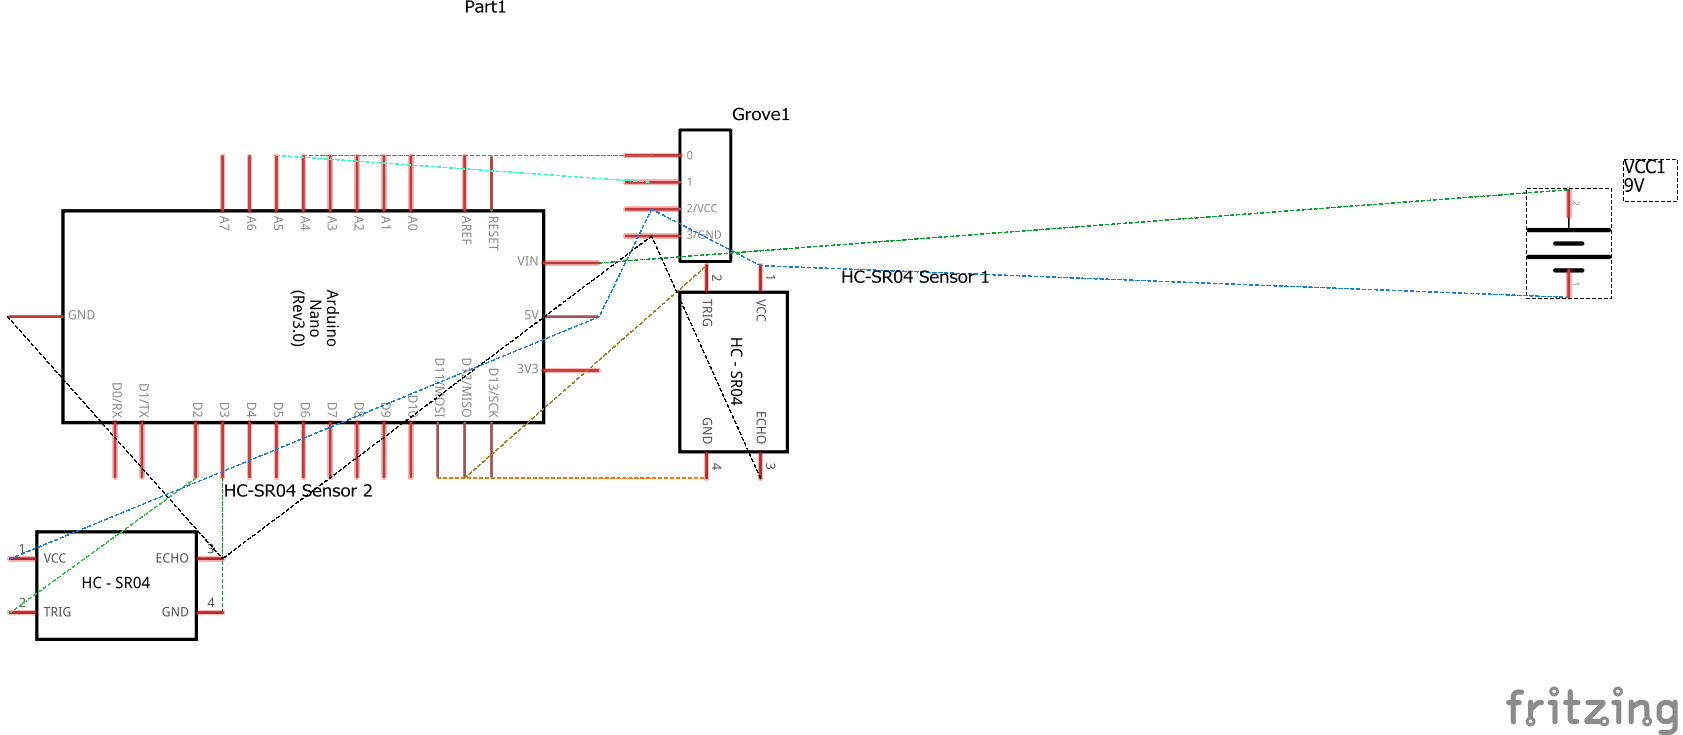 Part1
Grove1
0
1
2/VCC
3/GND
VCC1
9V
2
1
A7
A6
A5
A4
A3
A2
A1
A0
AREF
RESET
VIN
5V
3V3
GND
Arduino
Nano
(Rev3.0)
D0/RX
D1/TX
D2
D3
D4
D5
D6
D7
D8
D9
D10
D11/MOSI
D12/MISO
D13/SCK
HC-SR04 Sensor 1
2
1
TRIG
VCC
HC - SR04
GND
ECHO
4
3
HC-SR04 Sensor 2
1
VCC
ECHO
3
HC - SR04
2
TRIG
GND
4
fritzing